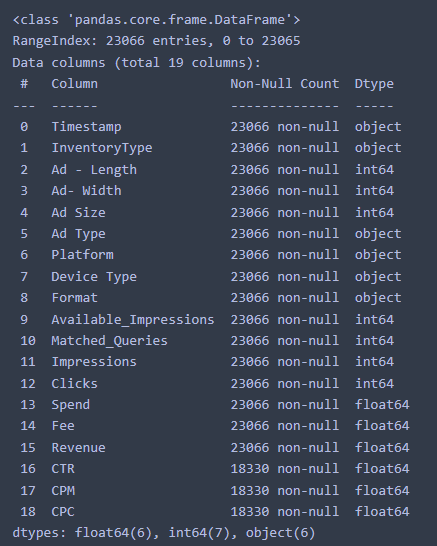 <class 'pandas.core.frame.DataFrame'>
RangeIndex: 23066 entries, 0 to 23065
Data columns (total 19 columns):
 #   Column                 Non-Null Count  Dtype
---  ------                 --------------  -----
 0   Timestamp              23066 non-null  object
 1   InventoryType          23066 non-null  object
 2   Ad - Length            23066 non-null  int64
 3   Ad- Width              23066 non-null  int64
 4   Ad Size                23066 non-null  int64
 5   Ad Type                23066 non-null  object
 6   Platform               23066 non-null  object
 7   Device Type            23066 non-null  object
 8   Format                 23066 non-null  object
 9   Available_Impressions  23066 non-null  int64
 10  Matched_Queries        23066 non-null  int64
 11  Impressions            23066 non-null  int64
 12  Clicks                 23066 non-null  int64
 13  Spend                  23066 non-null  float64
 14  Fee                    23066 non-null  float64
 15  Revenue                23066 non-null  float64
 16  CTR                    18330 non-null  float64
 17  CPM                    18330 non-null  float64
 18  CPC                    18330 non-null  float64
dtypes: float64(6), int64(7), object(6)